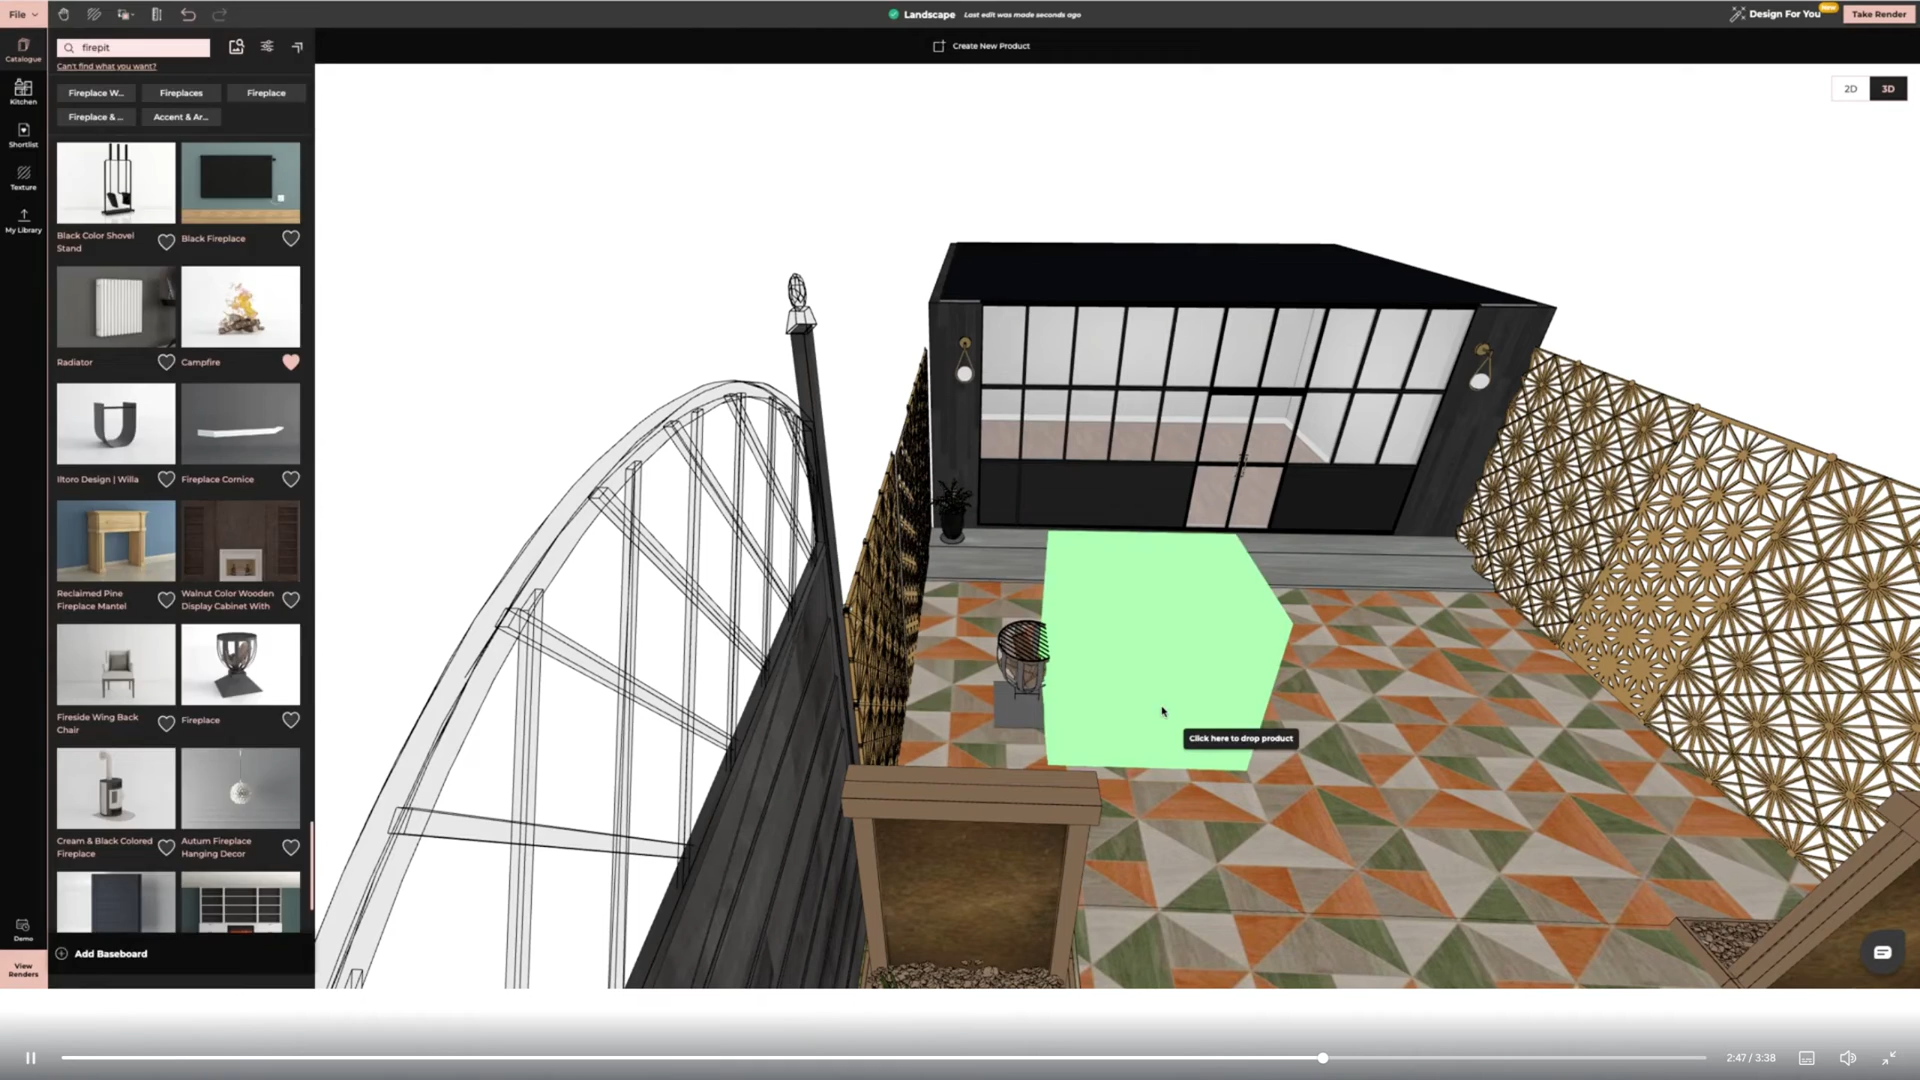 File
Landscape
Last edit was made seconds ago
Design For You
New
Take Render
Catalogue
firepit
Can't find what you want?
Create New Product
2D
3D
Kitchen
Fireplace W...
Fireplaces
Fireplace
Fireplace & ...
Accent & Ar...
Shortlist
Texture
My Library
Black Color Shovel
Stand
Black Fireplace
Radiator
Campfire
Iltoro Design | Willa
Fireplace Cornice
Reclaimed Pine
Fireplace Mantel
Walnut Color Wooden
Display Cabinet With
Fireside Wing Back
Chair
Fireplace
Click here to drop product
Cream & Black Colored
Fireplace
Autum Fireplace
Hanging Decor
Demo
Add Baseboard
View
Renders
2:47 / 3:38